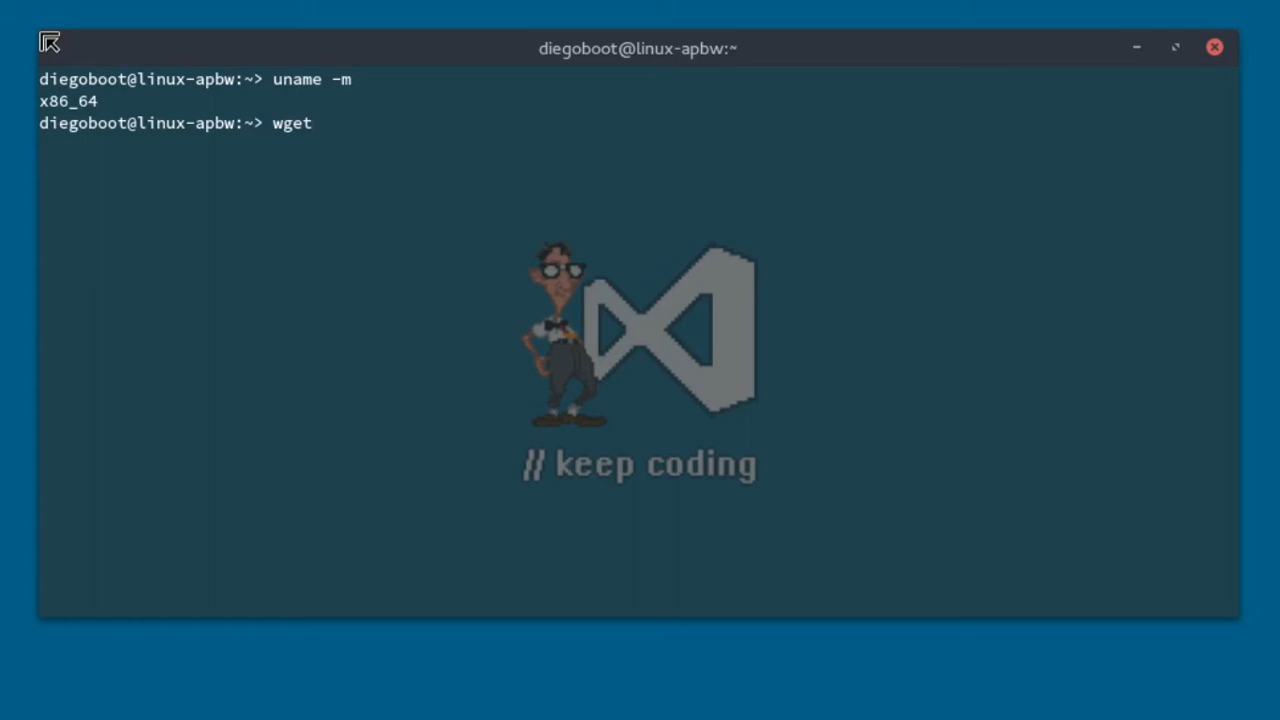 diegoboot@linux-apbw:~
diegoboot@linux-apbw:~> uname -m
x86_64
diegoboot@linux-apbw:~> wget
// keep coding